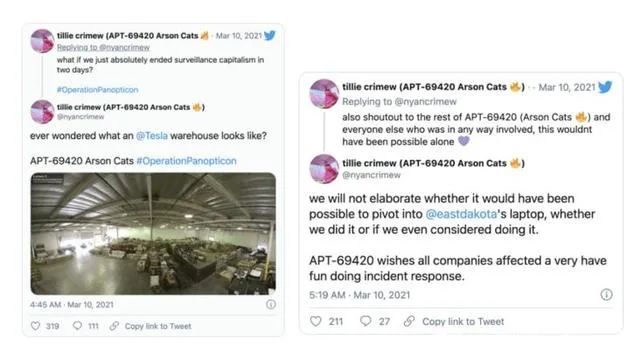 tillie crimew (APT-69420 Arson Cats 🔥 · Mar 10, 2021
Replying to @nyancrimew
what if we just absolutely ended surveillance capitalism in
two days?
#OperationPanopticon
tillie crimew (APT-69420 Arson Cats 🔥)
@nyancrimew
ever wondered what an @Tesla warehouse looks like?
APT-69420 Arson Cats #OperationPanopticon
4:45 AM · Mar 10, 2021
319 111 Copy link to Tweet
tillie crimew (APT-69420 Arson Cats 🔥) · Mar 10, 2021
Replying to @nyancrimew
also shoutout to the rest of APT-69420 (Arson Cats 🔥) and
everyone else who was in any way involved, this wouldnt
have been possible alone 💜
tillie crimew (APT-69420 Arson Cats 🔥)
@nyancrimew
we will not elaborate whether it would have been
possible to pivot into @eastdakota's laptop, whether
we did it or if we even considered doing it.
APT-69420 wishes all companies affected a very have
fun doing incident response.
5:19 AM · Mar 10, 2021
211 27 Copy link to Tweet